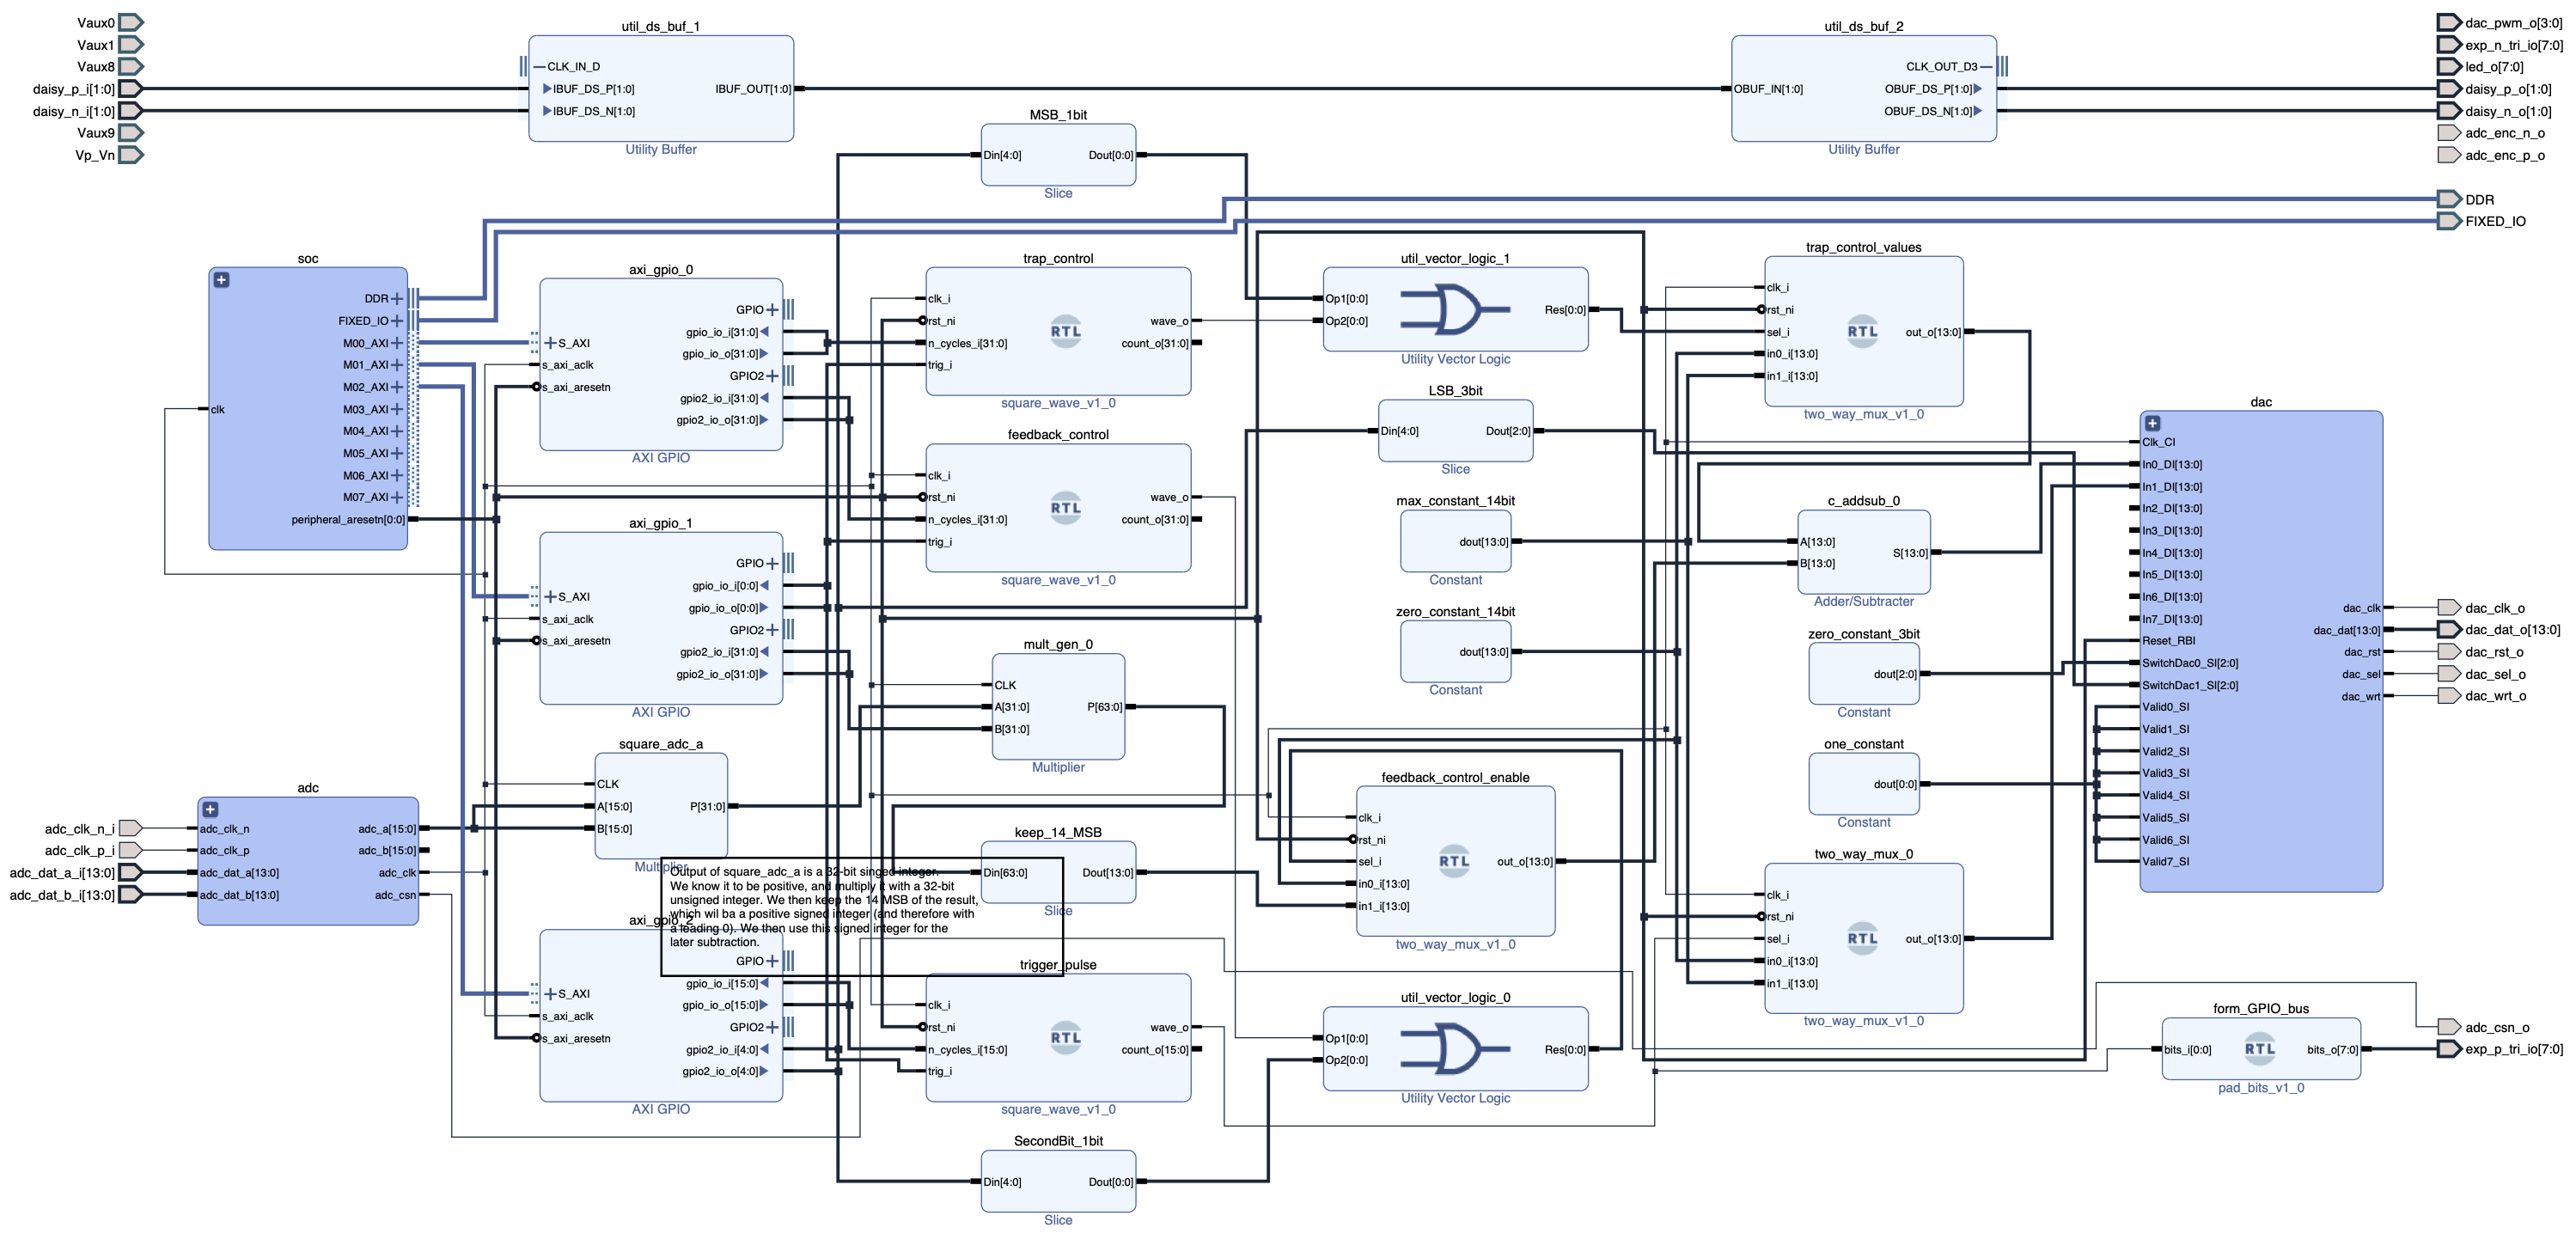 Vaux0
Vaux1
Vaux8
daisy_p_i[1:0]
daisy_n_i[1:0]
Vaux9
Vp_Vn
util_ds_buf_1
CLK_IN_D
IBUF_DS_P[1:0]
IBUF_DS_N[1:0]
IBUF_OUT[1:0]
Utility Buffer
util_ds_buf_2
OBUF_IN[1:0]
CLK_OUT_D3
OBUF_DS_P[1:0]
OBUF_DS_N[1:0]
Utility Buffer
dac_pwm_o[3:0]
exp_n_tri_io[7:0]
led_o[7:0]
daisy_p_o[1:0]
daisy_n_o[1:0]
adc_enc_n_o
adc_enc_p_o
DDR
FIXED_IO
MSB_1bit
Din[4:0]
Dout[0:0]
Slice
soc
clk
DDR
FIXED_IO
M00_AXI
M01_AXI
M02_AXI
M03_AXI
M04_AXI
M05_AXI
M06_AXI
M07_AXI
peripheral_aresetn[0:0]
axi_gpio_0
S_AXI
s_axi_aclk
s_axi_aresetn
GPIO
gpio_io_i[31:0]
gpio_io_o[31:0]
GPIO2
gpio2_io_i[31:0]
gpio2_io_o[31:0]
AXI GPIO
trap_control
clk_i
rst_ni
n_cycles_i[31:0]
trig_i
RTL
wave_o
count_o[31:0]
square_wave_v1_0
util_vector_logic_1
Op1[0:0]
Op2[0:0]
Res[0:0]
Utility Vector Logic
trap_control_values
clk_i
rst_ni
sel_i
in0_i[13:0]
in1_i[13:0]
RTL
out_o[13:0]
two_way_mux_v1_0
LSB_3bit
Din[4:0]
Dout[2:0]
Slice
feedback_control
clk_i
rst_ni
n_cycles_i[31:0]
trig_i
RTL
wave_o
count_o[31:0]
square_wave_v1_0
max_constant_14bit
dout[13:0]
Constant
c_addsub_0
A[13:0]
B[13:0]
S[13:0]
Adder/Subtracter
axi_gpio_1
S_AXI
s_axi_aclk
s_axi_aresetn
GPIO
gpio_io_i[0:0]
gpio_io_o[0:0]
GPIO2
gpio2_io_i[31:0]
gpio2_io_o[31:0]
AXI GPIO
zero_constant_14bit
dout[13:0]
Constant
zero_constant_3bit
dout[2:0]
Constant
mult_gen_0
CLK
A[31:0]
B[31:0]
P[63:0]
Multiplier
one_constant
dout[0:0]
Constant
dac
Clk_CI
In0_DI[13:0]
In1_DI[13:0]
In2_DI[13:0]
In3_DI[13:0]
In4_DI[13:0]
In5_DI[13:0]
In6_DI[13:0]
In7_DI[13:0]
Reset_RBI
SwitchDac0_SI[2:0]
SwitchDac1_SI[2:0]
Valid0_SI
Valid1_SI
Valid2_SI
Valid3_SI
Valid4_SI
Valid5_SI
Valid6_SI
Valid7_SI
dac_clk
dac_dat[13:0]
dac_rst
dac_sel
dac_wrt
dac_clk_o
dac_dat_o[13:0]
dac_rst_o
dac_sel_o
dac_wrt_o
square_adc_a
CLK
A[15:0]
B[15:0]
P[31:0]
Multiplier
adc_clk_n_i
adc_clk_p_i
adc_dat_a_i[13:0]
adc_dat_b_i[13:0]
adc
adc_clk_n
adc_clk_p
adc_dat_a[13:0]
adc_dat_b[13:0]
adc_a[15:0]
adc_b[15:0]
adc_clk
adc_csn
Output of square_adc_a is a 32-bit singed integer.
We know it to be positive, and multiply it with a 32-bit
unsigned integer. We then keep the 14 MSB of the result,
which wil ba a positive signed integer (and therefore with
a leading 0). We then use this signed integer for the
later subtraction.
keep_14_MSB
Din[63:0]
Dout[13:0]
Slice
feedback_control_enable
clk_i
rst_ni
sel_i
in0_i[13:0]
in1_i[13:0]
RTL
out_o[13:0]
two_way_mux_v1_0
two_way_mux_0
clk_i
rst_ni
sel_i
in0_i[13:0]
in1_i[13:0]
RTL
out_o[13:0]
two_way_mux_v1_0
axi_gpio_2
S_AXI
s_axi_aclk
s_axi_aresetn
GPIO
gpio_io_i[15:0]
gpio_io_o[15:0]
GPIO2
gpio2_io_i[4:0]
gpio2_io_o[4:0]
AXI GPIO
trigger_pulse
clk_i
rst_ni
n_cycles_i[15:0]
trig_i
RTL
wave_o
count_o[15:0]
square_wave_v1_0
util_vector_logic_0
Op1[0:0]
Op2[0:0]
Res[0:0]
Utility Vector Logic
form_GPIO_bus
bits_i[0:0]
RTL
bits_o[7:0]
pad_bits_v1_0
adc_csn_o
exp_p_tri_io[7:0]
SecondBit_1bit
Din[4:0]
Dout[0:0]
Slice